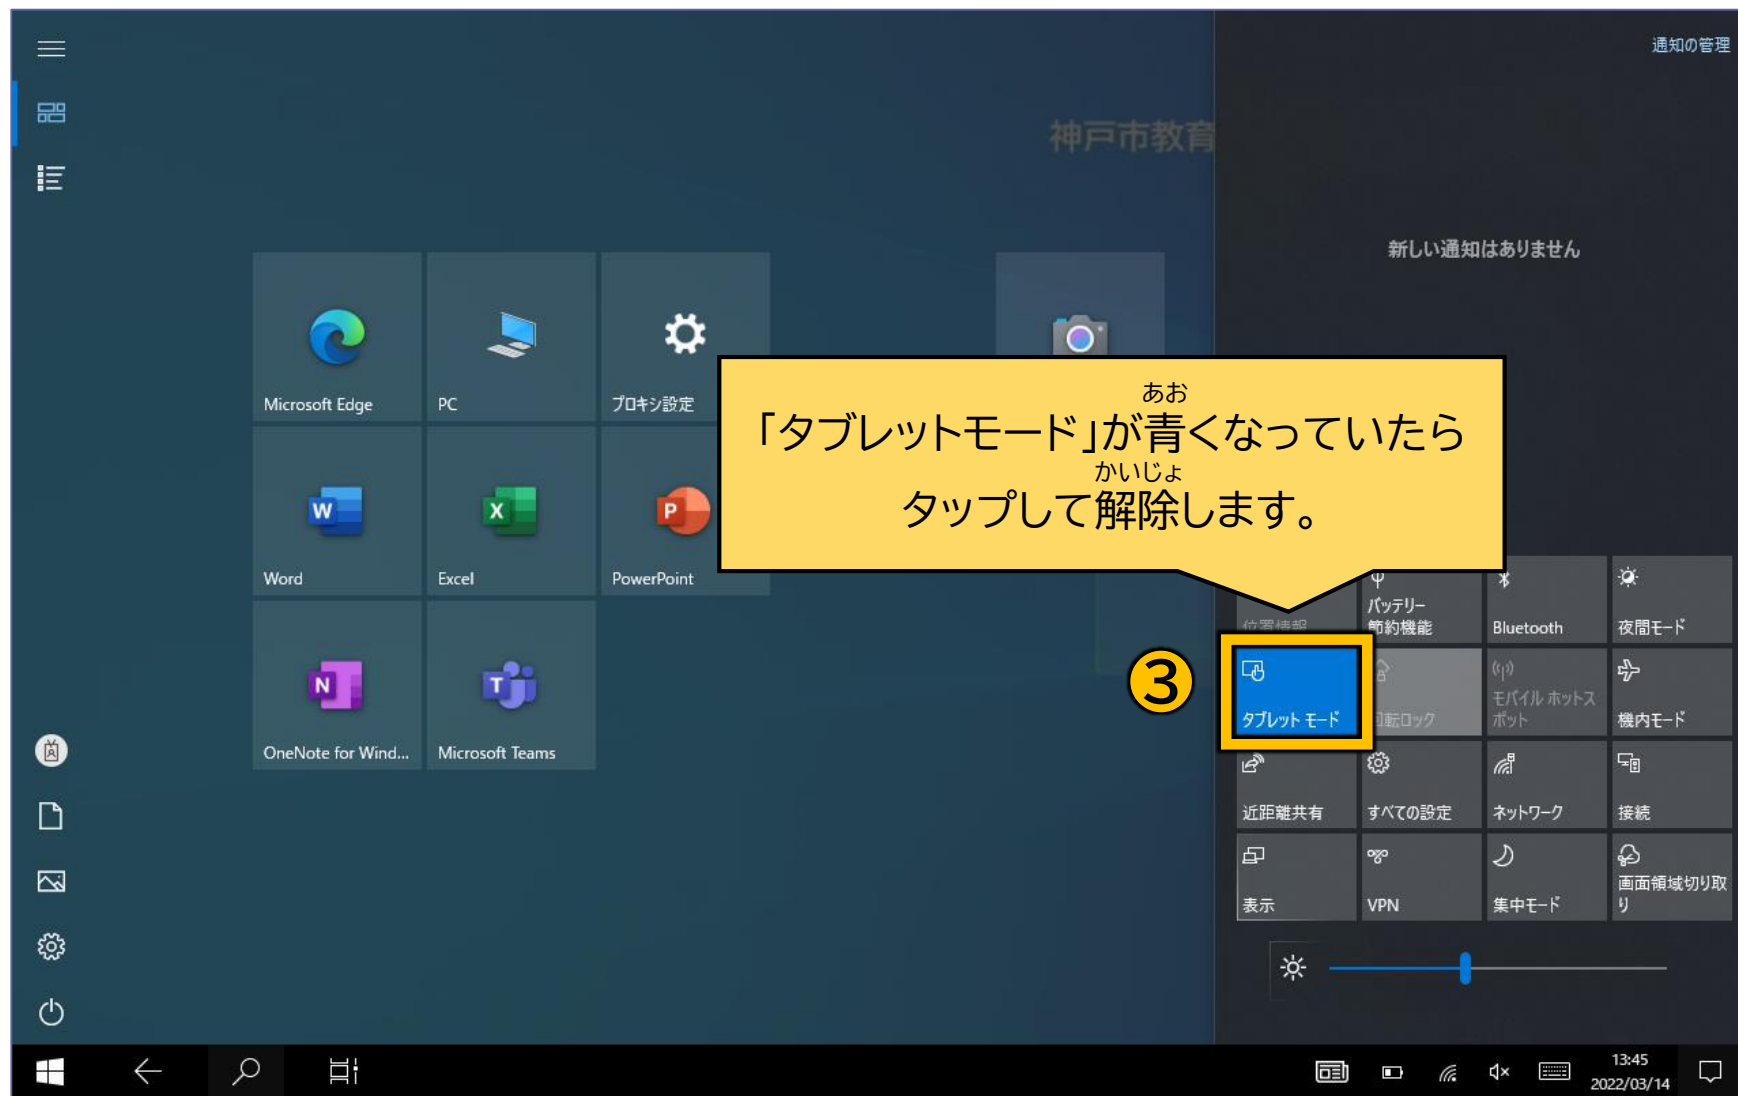 通知の管理
神戸市教育
新しい通知はありません
Microsoft Edge
PC
プロキシ設定
あお
「タブレットモード」が青くなっていたら
かいじょ
タップして解除します。
Word
Excel
PowerPoint
位置情報
バッテリー
節約機能
Bluetooth
夜間モード
③
タブレット モード
回転ロック
モバイル ホットス
ポット
機内モード
OneNote for Wind...
Microsoft Teams
近距離共有
すべての設定
ネットワーク
接続
表示
VPN
集中モード
画面領域切り取
り
13:45
2022/03/14